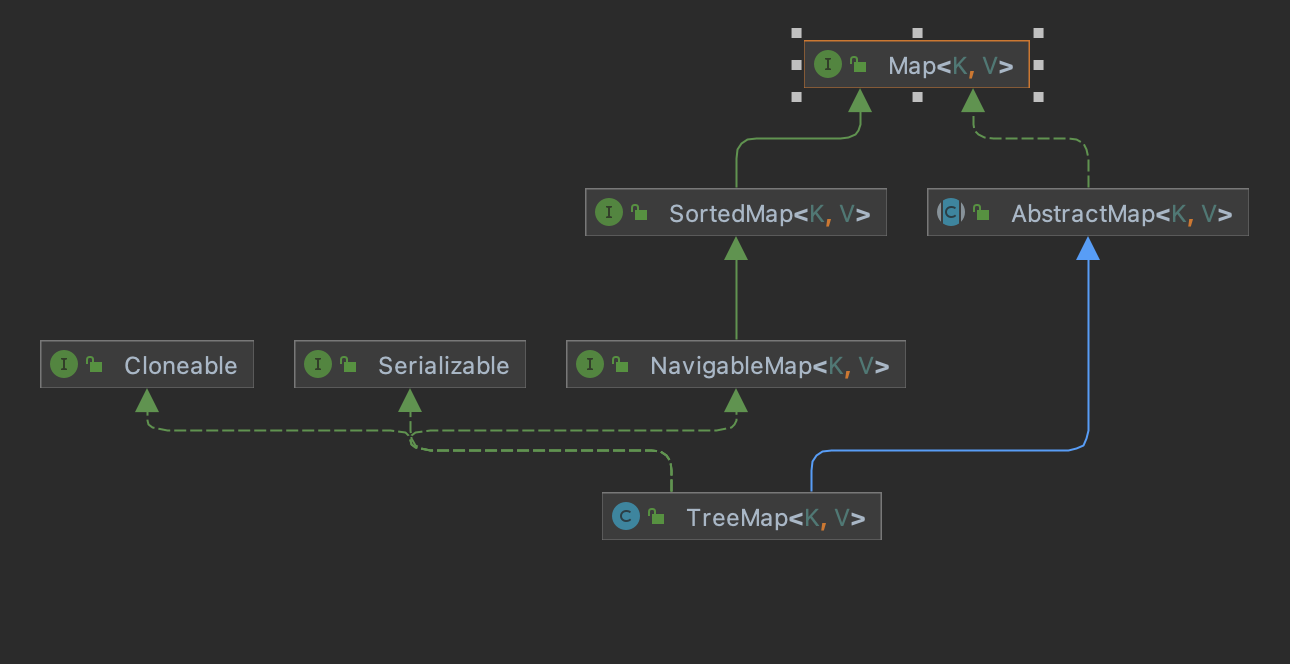 I Map<K, V>
I SortedMap<K, V>
C AbstractMap<K, V>
I Cloneable
I Serializable
I NavigableMap<K, V>
C TreeMap<K, V>